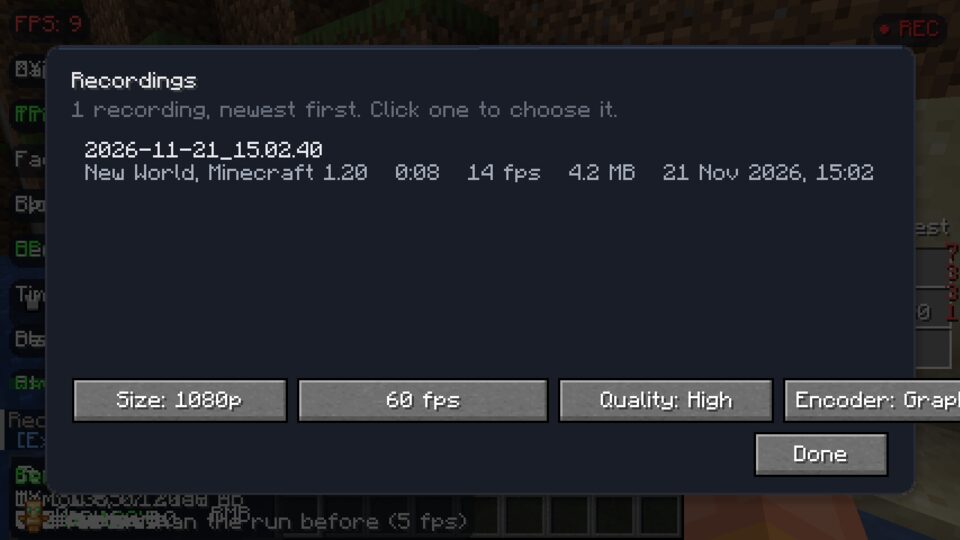 FPS: 9
REC
Recordings
1 recording, newest first. Click one to choose it.
2026-11-21_15.02.40
New World, Minecraft 1.20 0:08 14 fps 4.2 MB 21 Nov 2026, 15:02
Size: 1080p
60 fps
Quality: High
Encoder: Grap
Done
run before (5 fps)